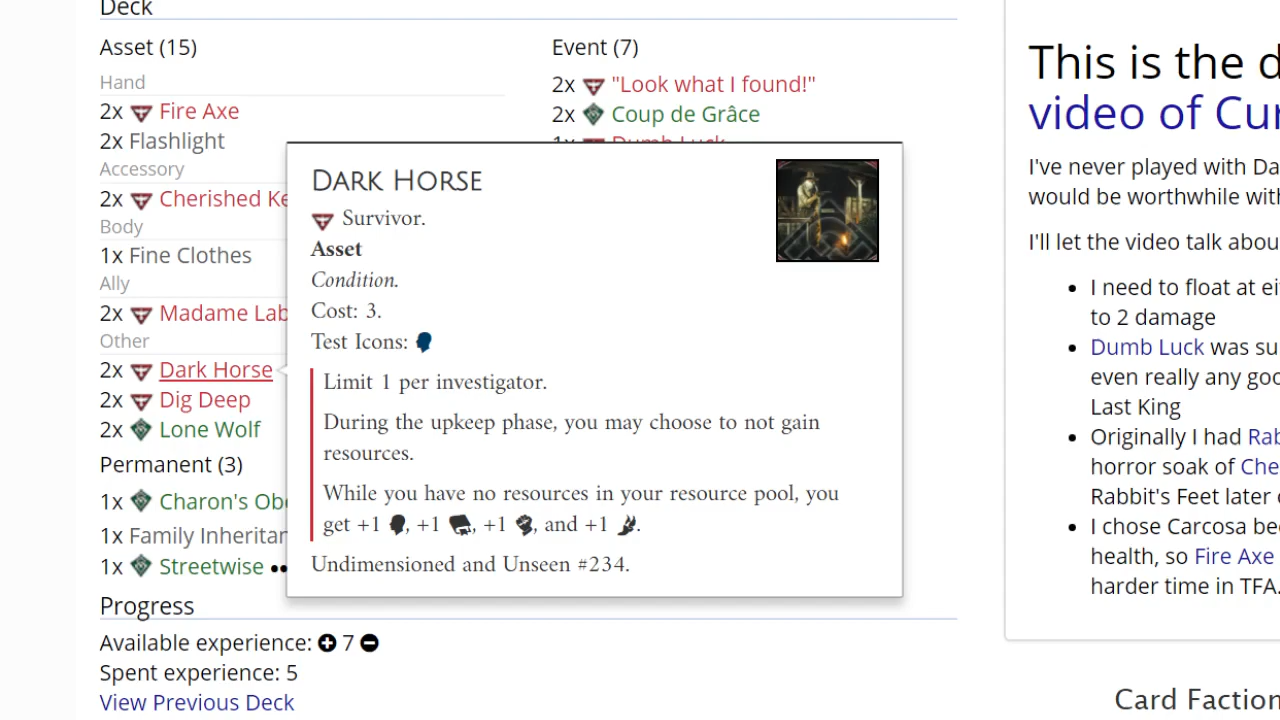 Deck
Asset (15)
Hand
2x Fire Axe
2x Flashlight
Accessory
2x Cherished Ke
Body
1x Fine Clothes
Ally
2x Madame Lab
Other
2x Dark Horse
2x Dig Deep
2x Lone Wolf
Permanent (3)
1x Charon's Obo
1x Family Inheritan
1x Streetwise ••
Progress
Available experience: 7
Spent experience: 5
View Previous Deck
Event (7)
2x "Look what I found!"
2x Coup de Grâce
1x Dumb Luck
DARK HORSE
Survivor.
Asset
Condition.
Cost: 3.
Test Icons:
Limit 1 per investigator.
During the upkeep phase, you may choose to not gain
resources.
While you have no resources in your resource pool, you
get +1 , +1 , +1 , and +1 .
Undimensioned and Unseen #234.
This is the d
video of Cur
I've never played with Da
would be worthwhile with
I'll let the video talk abou
• I need to float at eit
to 2 damage
• Dumb Luck was su
even really any goo
Last King
• Originally I had Rab
horror soak of Che
Rabbit's Feet later o
• I chose Carcosa bec
health, so Fire Axe
harder time in TFA.
Card Faction